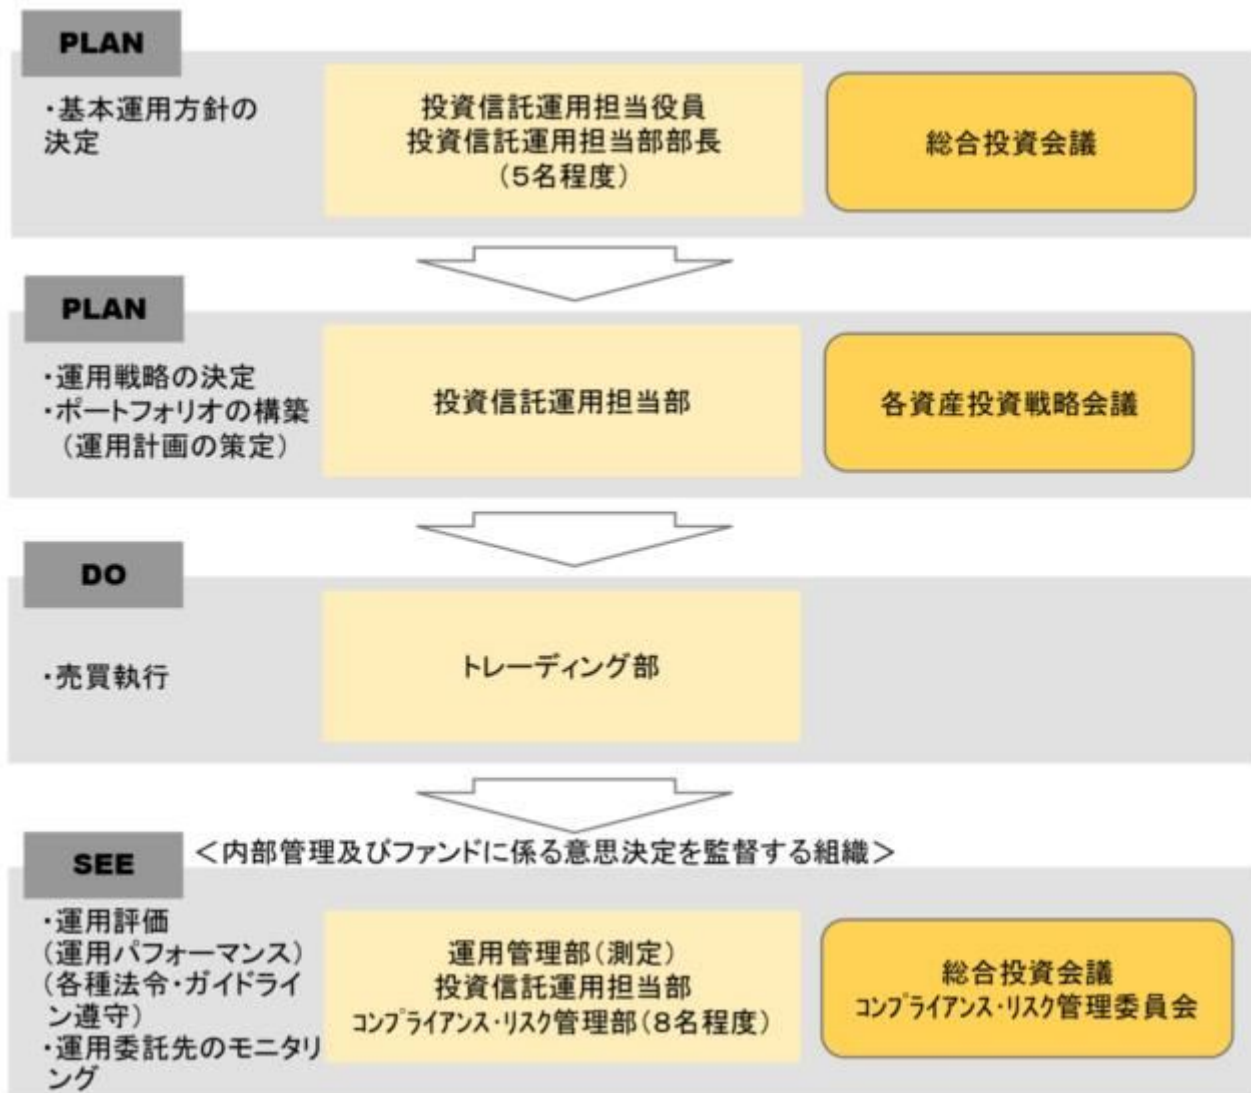 PLAN
・基本運用方針の
決定
投資信託運用担当役員
投資信託運用担当部部長
(5名程度)
総合投資会議
PLAN
・運用戦略の決定
・ポートフォリオの構築
(運用計画の策定)
投資信託運用担当部
各資産投資戦略会議
DO
・売買執行
トレーディング部
SEE
<内部管理及びファンドに係る意思決定を監督する組織>
・運用評価
(運用パフォーマンス)
(各種法令・ガイドライ
ン遵守)
・運用委託先のモニタリ
ング
運用管理部(測定)
投資信託運用担当部
コンプライアンス・リスク管理部(8名程度)
総合投資会議
コンプライアンス・リスク管理委員会